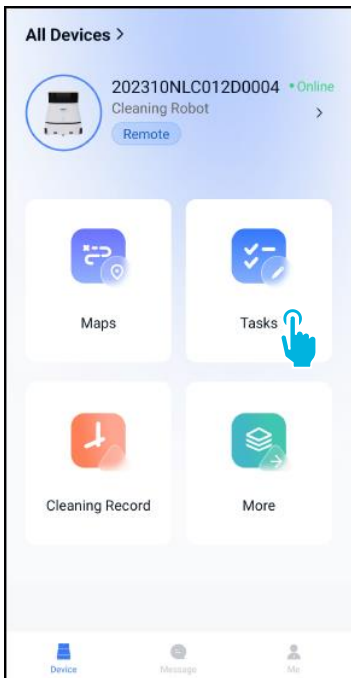 All Devices >
202310NLC012D0004 • Online
Cleaning Robot >
Remote
Maps
Tasks
Cleaning Record
More
Device
Message
Me